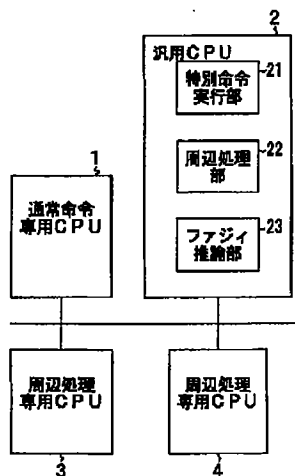 2
汎用CPU
特別命令
実行部
21
周辺処理
部
22
ファジィ
推論部
23
1
通常命令
専用CPU
周辺処理
専用CPU
3
周辺処理
専用CPU
4